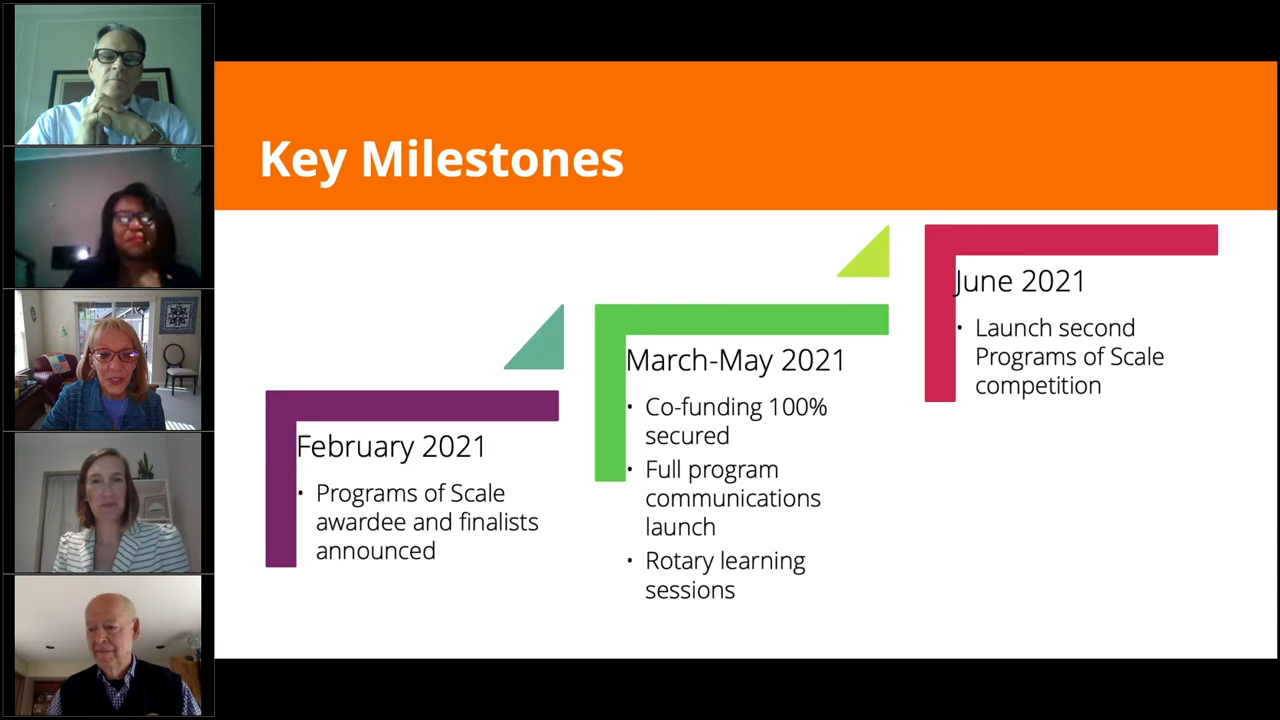 Key Milestones
February 2021
• Programs of Scale
awardee and finalists
announced
March-May 2021
• Co-funding 100%
secured
• Full program
communications
launch
• Rotary learning
sessions
June 2021
• Launch second
Programs of Scale
competition